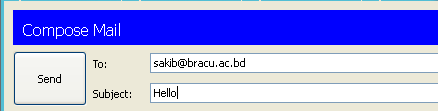 Compose Mail
To: sakib@bracu.ac.bd
Send
Subject: Hello